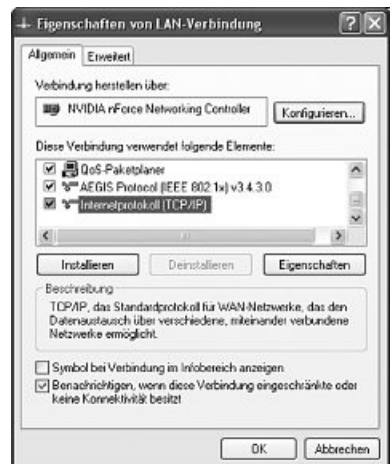 Eigenschaften von LAN-Verbindung
Allgemein Erweitert
Verbindung herstellen über:
NVIDIA nForce Networking Controller
Konfigurieren...
Diese Verbindung verwendet folgende Elemente:
QoS-Paketplaner
AEGIS Protocol (IEEE 802.1x) v3.4.3.0
Internetprotokoll (TCP/IP)
Installieren Deinstallieren Eigenschaften
Beschreibung
TCP/IP, das Standardprotokoll für WAN-Netzwerke, das den
Datenaustausch über verschiedene, miteinander verbundene
Netzwerke ermöglicht.
Symbol bei Verbindung im Infobereich anzeigen
Benachrichtigen, wenn diese Verbindung eingeschränkte oder
keine Konnektivität besitzt
OK Abbrechen